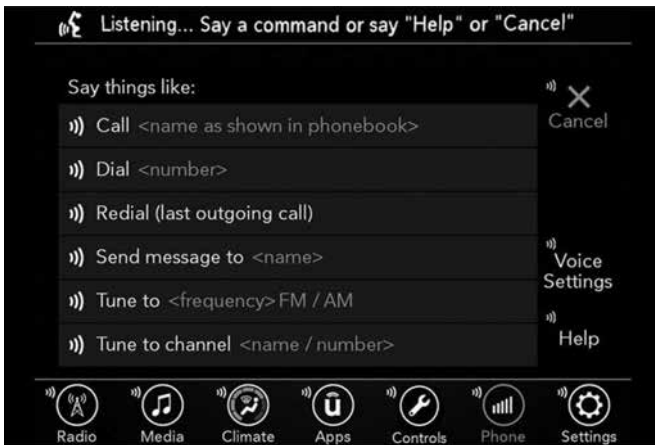 Listening... Say a command or say "Help" or "Cancel"
Say things like:
Call <name as shown in phonebook>
Cancel
Dial <number>
Redial (last outgoing call)
Send message to <name>
Voice
Settings
Tune to <frequency> FM / AM
Help
Tune to channel <name / number>
Radio Media Climate Apps Controls Phone Settings